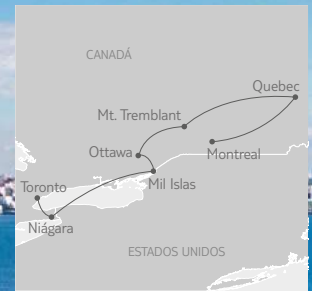 CANADÁ
Quebec
Mt. Tremblant
Ottawa
Montreal
Toronto
Mil Islas
Niágara
ESTADOS UNIDOS